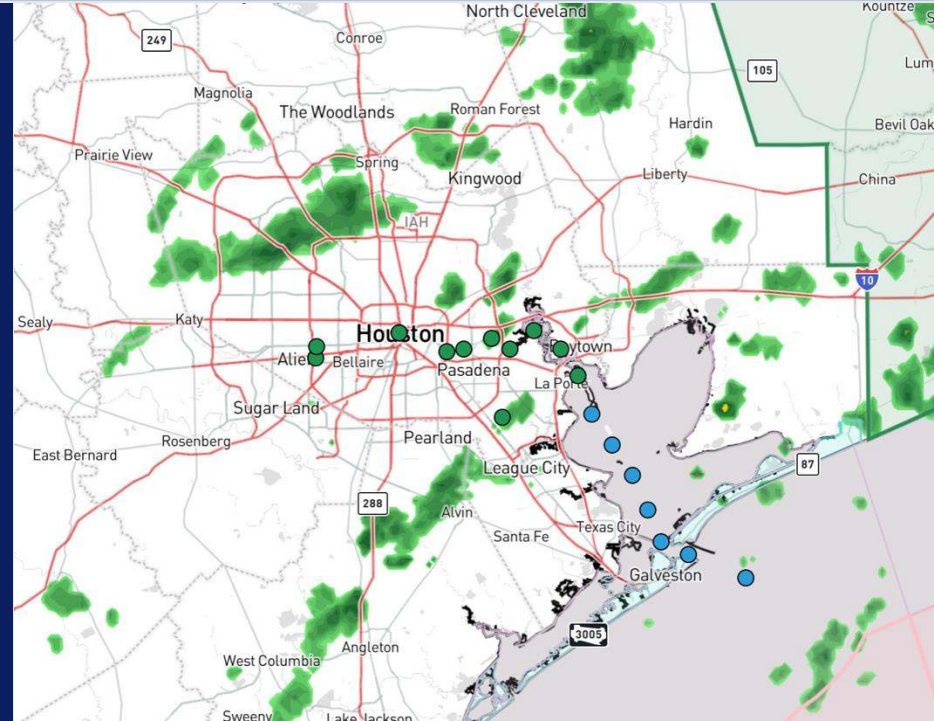 North Cleveland
Kountze
249
Conroe
105
Magnolia
The Woodlands
Roman Forest
Hardin
Bevil Oak
Prairie View
Spring
Kingwood
Liberty
China
IAH
10
Sealy
Katy
Houston
Alief
Bellaire
Baytown
Pasadena
La Porte
Sugar Land
Pearland
Rosenberg
East Bernard
League City
87
288
Alvin
Texas City
Santa Fe
Galveston
3005
Angleton
West Columbia
Sweeny
Lake Jackson